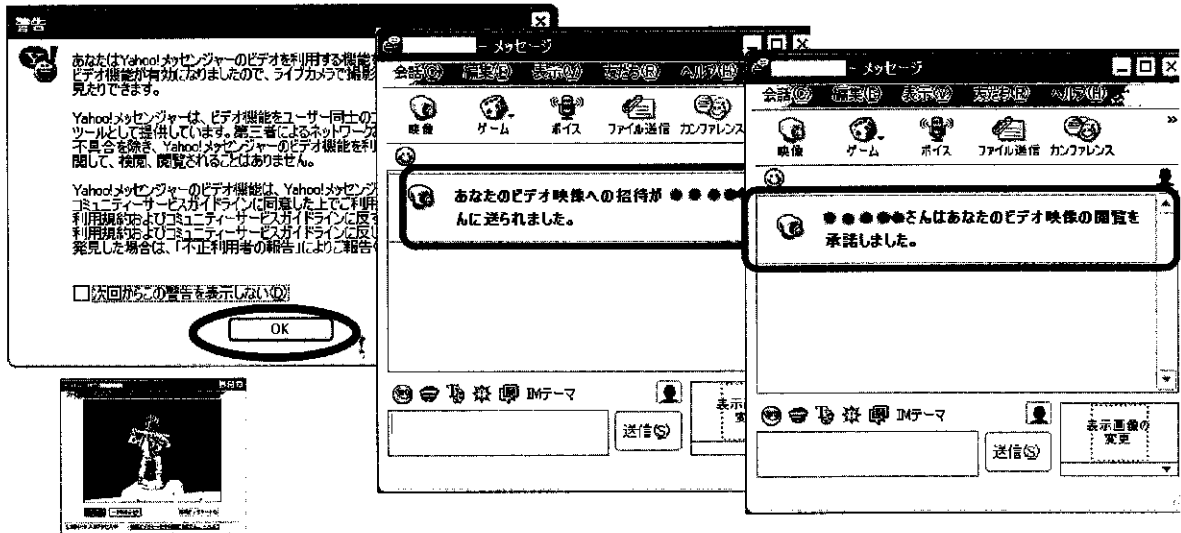 警告
あなたはYahoo!メッセンジャーのビデオを利用する機能
ビデオ機能が有効になりましたので、ライブカメラで撮影
見たりできます。
Yahoo!メッセンジャーは、ビデオ機能をユーザー同士の
ツールとして提供しています。第三者によるネットワーク
不具合を除き、Yahoo!メッセンジャーのビデオ機能を利
関して、検閲、閲覧されることはありません。
Yahoo!メッセンジャーのビデオ機能は、Yahoo!メッセンジ
コミュニティーサービスガイドラインに同意した上でご利用
利用規約およびコミュニティーサービスガイドラインに反す
利用規約およびコミュニティーサービスガイドラインに反し
発見した場合は、「不正利用者の報告」によりご報告
次回からこの警告を表示しない(D)
OK
- メッセージ
会話(C) 編集(E) 表示(V) 友だち(F) ヘルプ(H)
映像 ゲーム ボイス ファイル送信 カンファレンス
あなたのビデオ映像への招待が ●●●●
んに送られました。
IMテーマ
送信(S)
- メッセージ
会話(C) 編集(E) 表示(V) 友だち(F) ヘルプ(H)
映像 ゲーム ボイス ファイル送信 カンファレンス
»
●●●●●さんはあなたのビデオ映像の閲覧を
承諾しました。
IMテーマ
送信(S)
表示画像の
変更